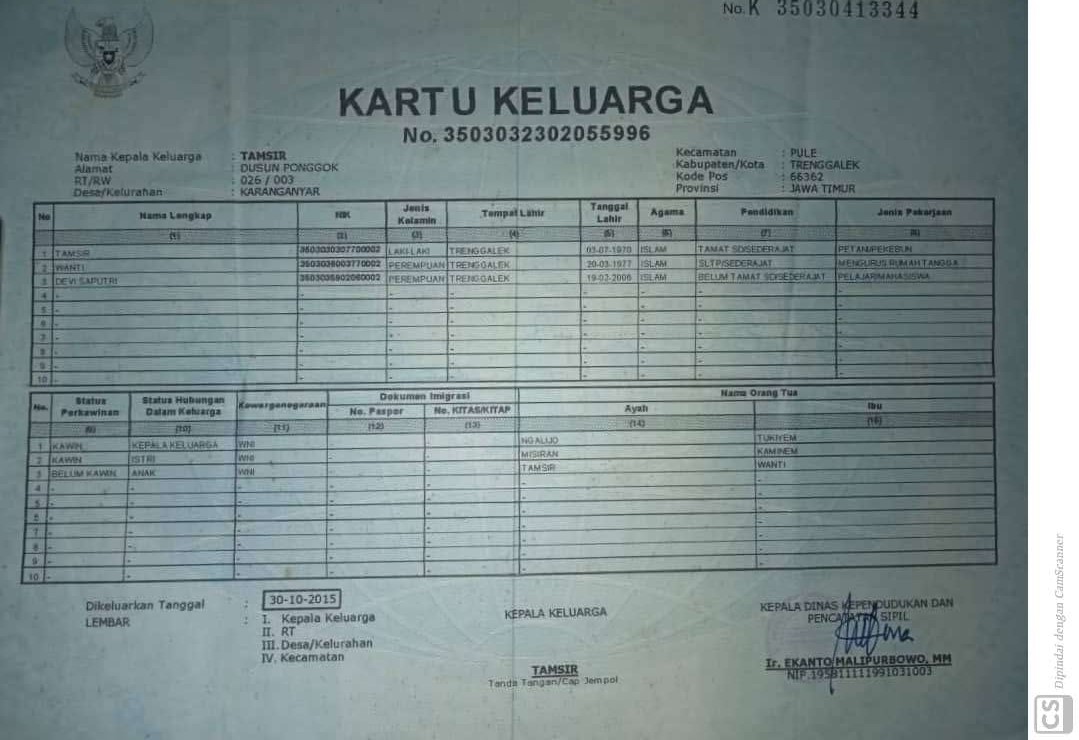 No. K 35030413344
KARTU KELUARGA
No. 3503032302055996
Nama Kepala Keluarga : TAMSIR
Alamat : DUSUN PONGGOK
RT/RW : 026 / 003
Desa/Kelurahan : KARANGANYAR
Kecamatan : PULE
Kabupaten/Kota : TRENGGALEK
Kode Pos : 66362
Provinsi : JAWA TIMUR
No Nama Lengkap NIK Jenis Kelamin Tempat Lahir Tanggal Lahir Agama Pendidikan Jenis Pekerjaan
(1) (2) (3) (4) (5) (6) (7) (8)
1 TAMSIR 3503030307700002 LAKI-LAKI TRENGGALEK 03-07-1970 ISLAM TAMAT SD/SEDERAJAT PETANI/PEKEBUN
2 WANTI 3503036003770002 PEREMPUAN TRENGGALEK 20-03-1977 ISLAM SLTP/SEDERAJAT MENGURUS RUMAH TANGGA
3 DEVI SAPUTRI PEREMPUAN TRENGGALEK 19-02-2006 ISLAM BELUM TAMAT SD/SEDERAJAT PELAJAR/MAHASISWA
4 - - - - - - - -
5 - - - - - - - -
6 - - - - - - - -
7 - - - - - - - -
8 - - - - - - - -
9 - - - - - - - -
10 - - - - - - - -
No. Status Perkawinan Status Hubungan Dalam Keluarga Kewarganegaraan Dokumen Imigrasi Nama Orang Tua
No. Paspor No. KITAS/KITAP Ayah Ibu
(9) (10) (11) (12) (13) (14) (15)
1 KAWIN KEPALA KELUARGA WNI - - NGALIJO TUKIYEM
2 KAWIN ISTRI WNI - - MISIRAN KAMINEM
3 BELUM KAWIN ANAK WNI - - TAMSIR WANTI
4 - - - - - - -
5 - - - - - - -
6 - - - - - - -
7 - - - - - - -
8 - - - - - - -
9 - - - - - - -
10 - - - - - - -
Dikeluarkan Tanggal : 30-10-2015
LEMBAR : I. Kepala Keluarga
II. RT
III. Desa/Kelurahan
IV. Kecamatan
KEPALA KELUARGA
TAMSIR
Tanda Tangan/Cap Jempol
KEPALA DINAS KEPENDUDUKAN DAN
PENCATATAN SIPIL
Ir. EKANTO MALIPURBOWO, MM
NIP.195811111991031003
Dipindai dengan CamScanner
CS